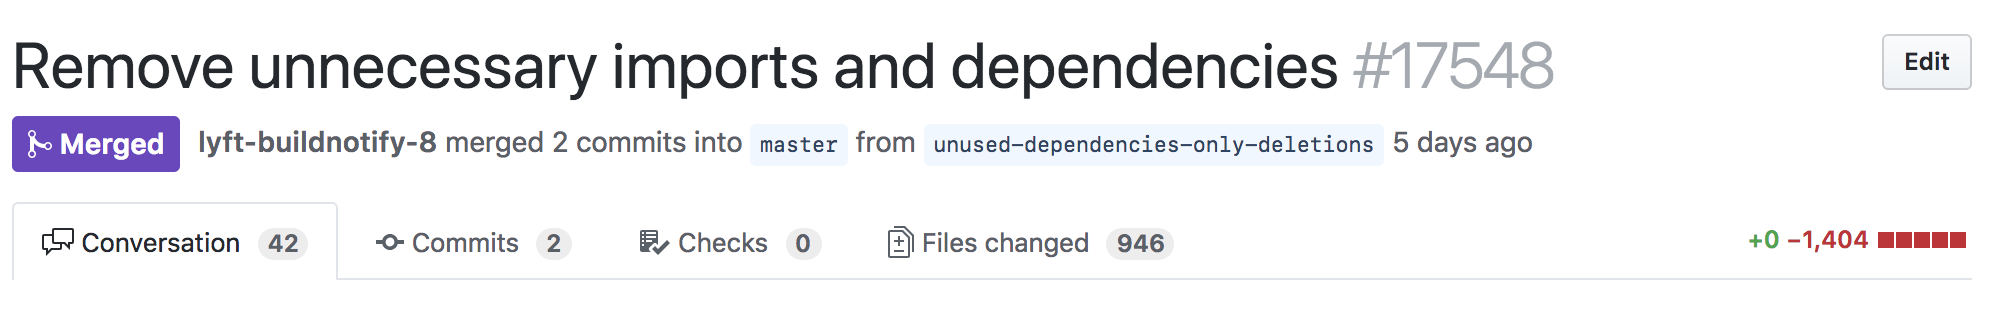 Remove unnecessary imports and dependencies #17548
Edit
Merged lyft-buildnotify-8 merged 2 commits into master from unused-dependencies-only-deletions 5 days ago
Conversation 42 Commits 2 Checks 0 Files changed 946 +0 −1,404